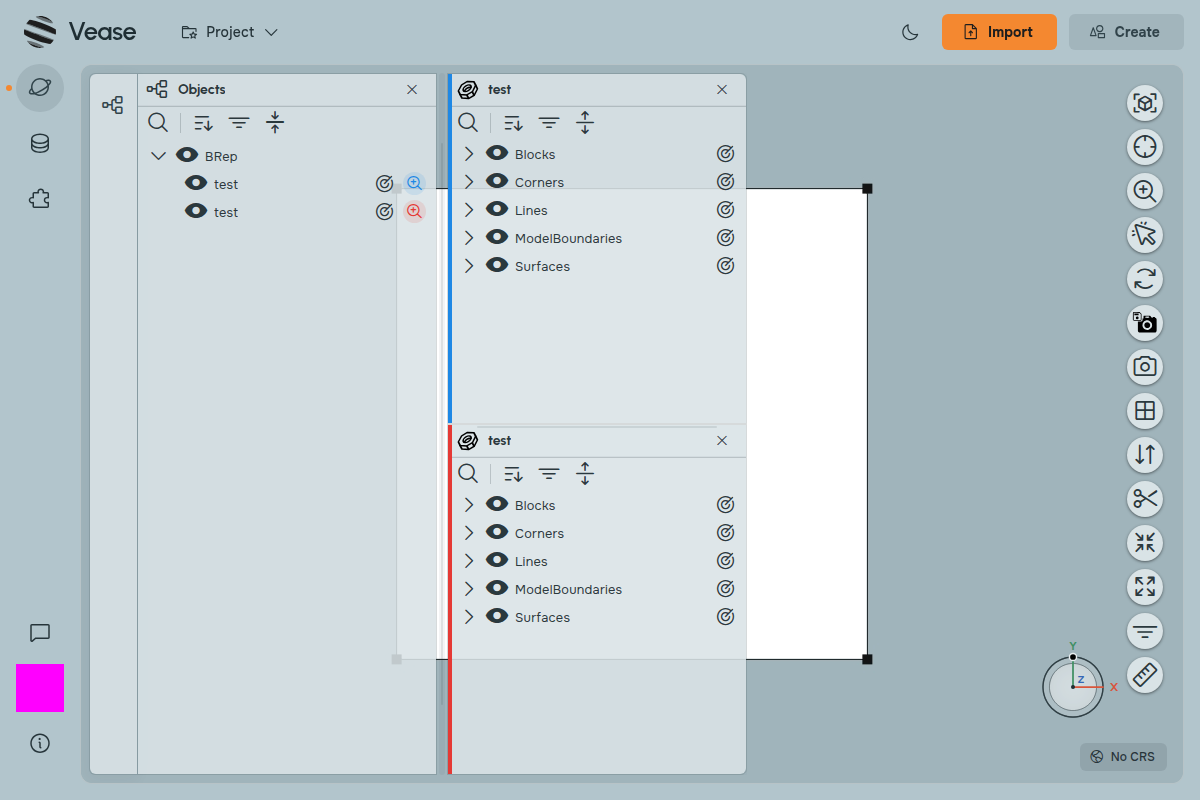 Vease
Project
Import
Create
Objects
BRep
test
test
test
Blocks
Corners
Lines
ModelBoundaries
Surfaces
test
Blocks
Corners
Lines
ModelBoundaries
Surfaces
Y
Z
X
No CRS